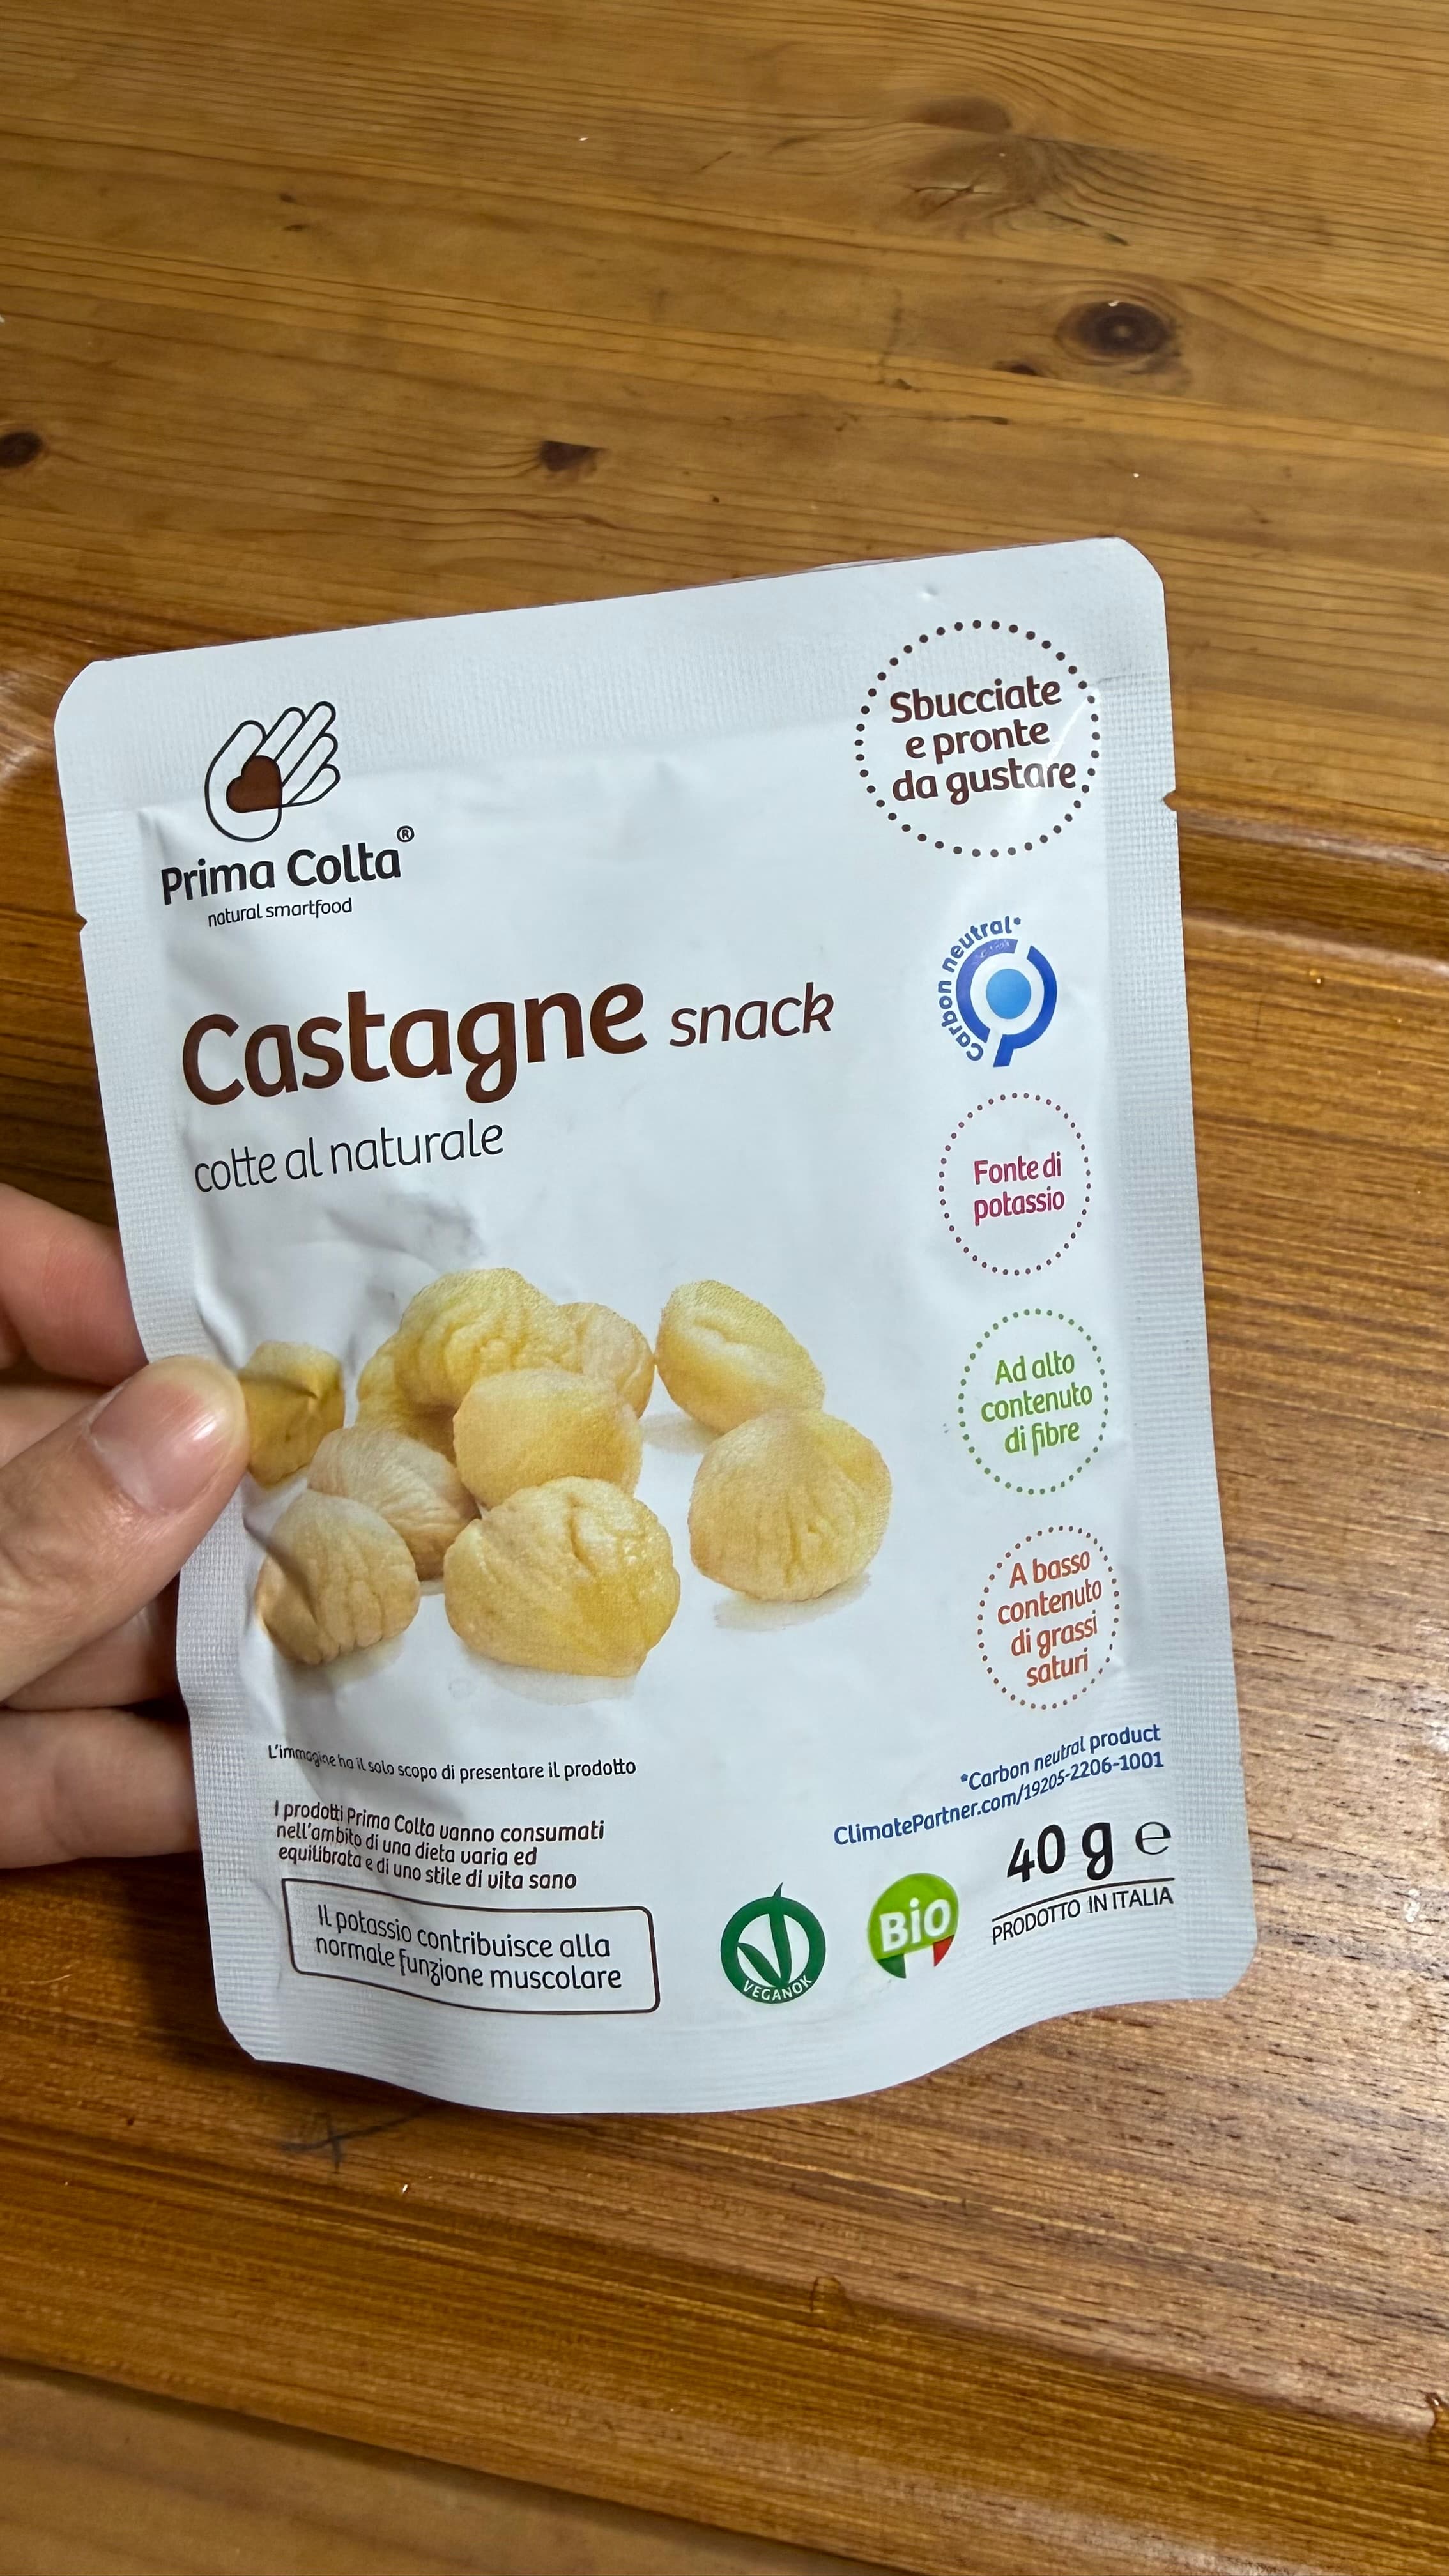 Sbucciate
e pronte
da gustare
Prima Colta®
natural smartfood
Carbon neutral*
Castagne snack
cotte al naturale
Fonte di
potassio
Ad alto
contenuto
di fibre
A basso
contenuto
di grassi
saturi
L'immagine ha il solo scopo di presentare il prodotto
*Carbon neutral product
ClimatePartner.com/19205-2206-1001
I prodotti Prima Colta vanno consumati
nell'ambito di una dieta varia ed
equilibrata e di uno stile di vita sano
40 g e
PRODOTTO IN ITALIA
Il potassio contribuisce alla
normale funzione muscolare
VEGANOK
BiO